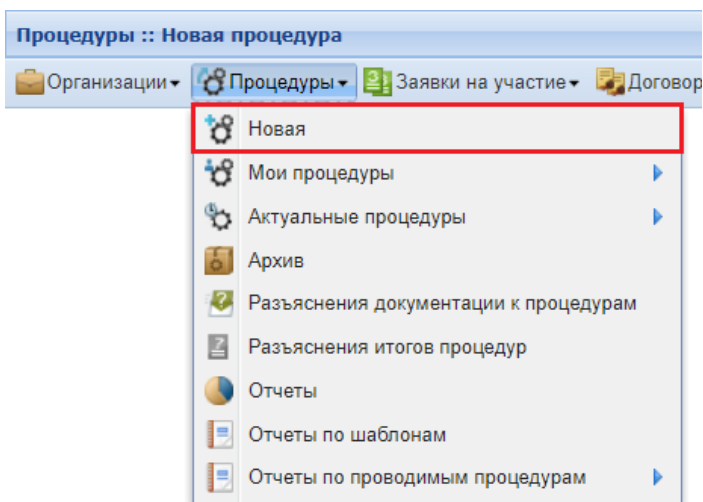 Процедуры :: Новая процедура
Организации Процедуры Заявки на участие Договор
Новая
Мои процедуры
Актуальные процедуры
Архив
Разъяснения документации к процедурам
Разъяснения итогов процедур
Отчеты
Отчеты по шаблонам
Отчеты по проводимым процедурам